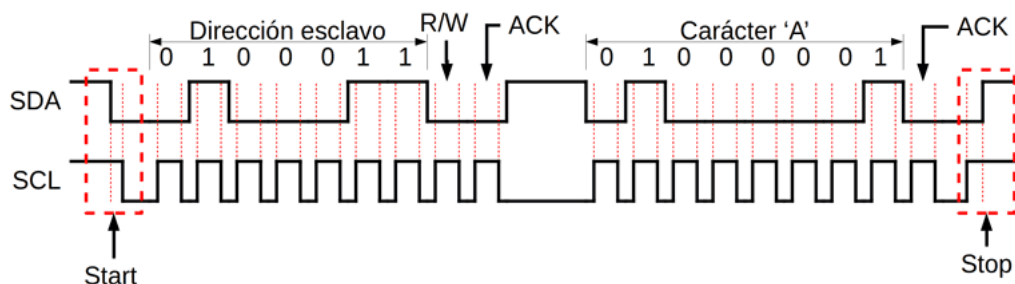 Dirección esclavo R/W ACK Carácter ‘A’ ACK
0 1 0 0 0 1 1 0 1 0 0 0 0 0 1
SDA
SCL
Start Stop